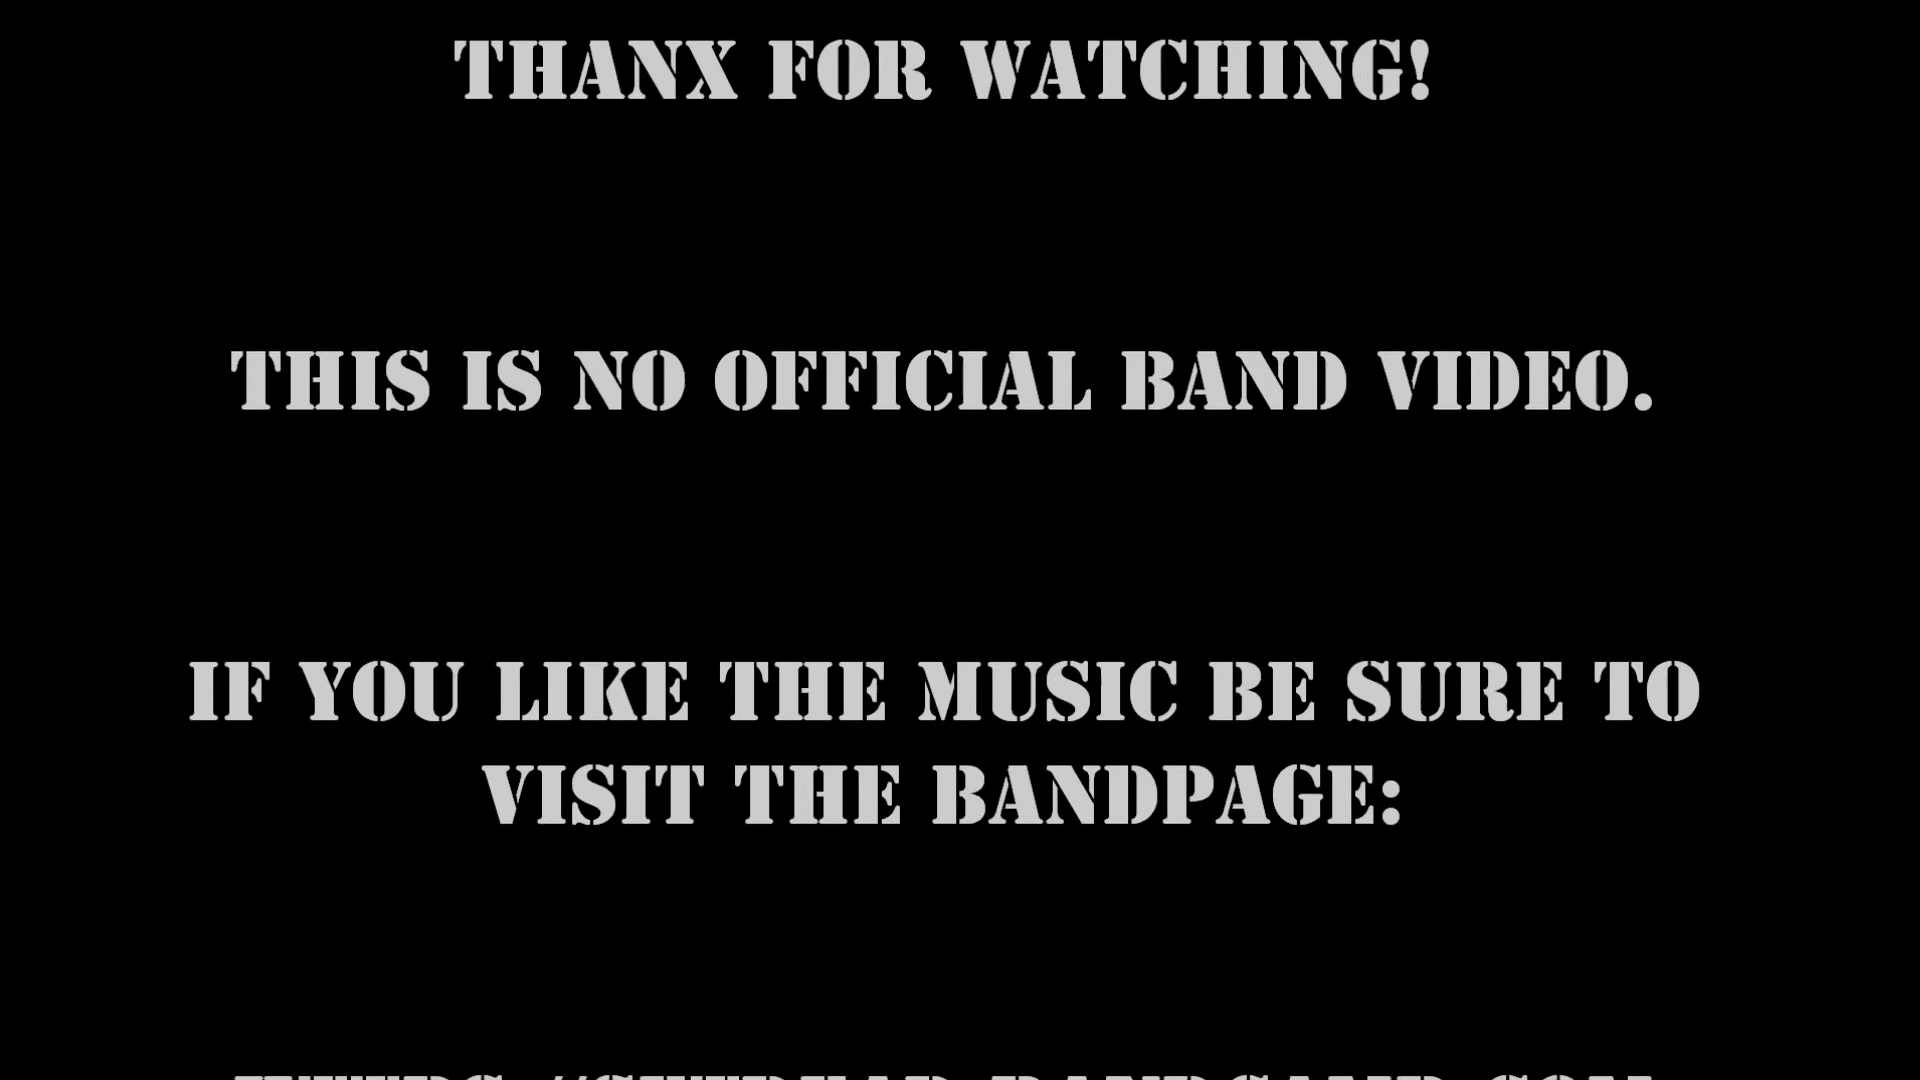 THANX FOR WATCHING!
THIS IS NO OFFICIAL BAND VIDEO.
IF YOU LIKE THE MUSIC BE SURE TO
VISIT THE BANDPAGE: